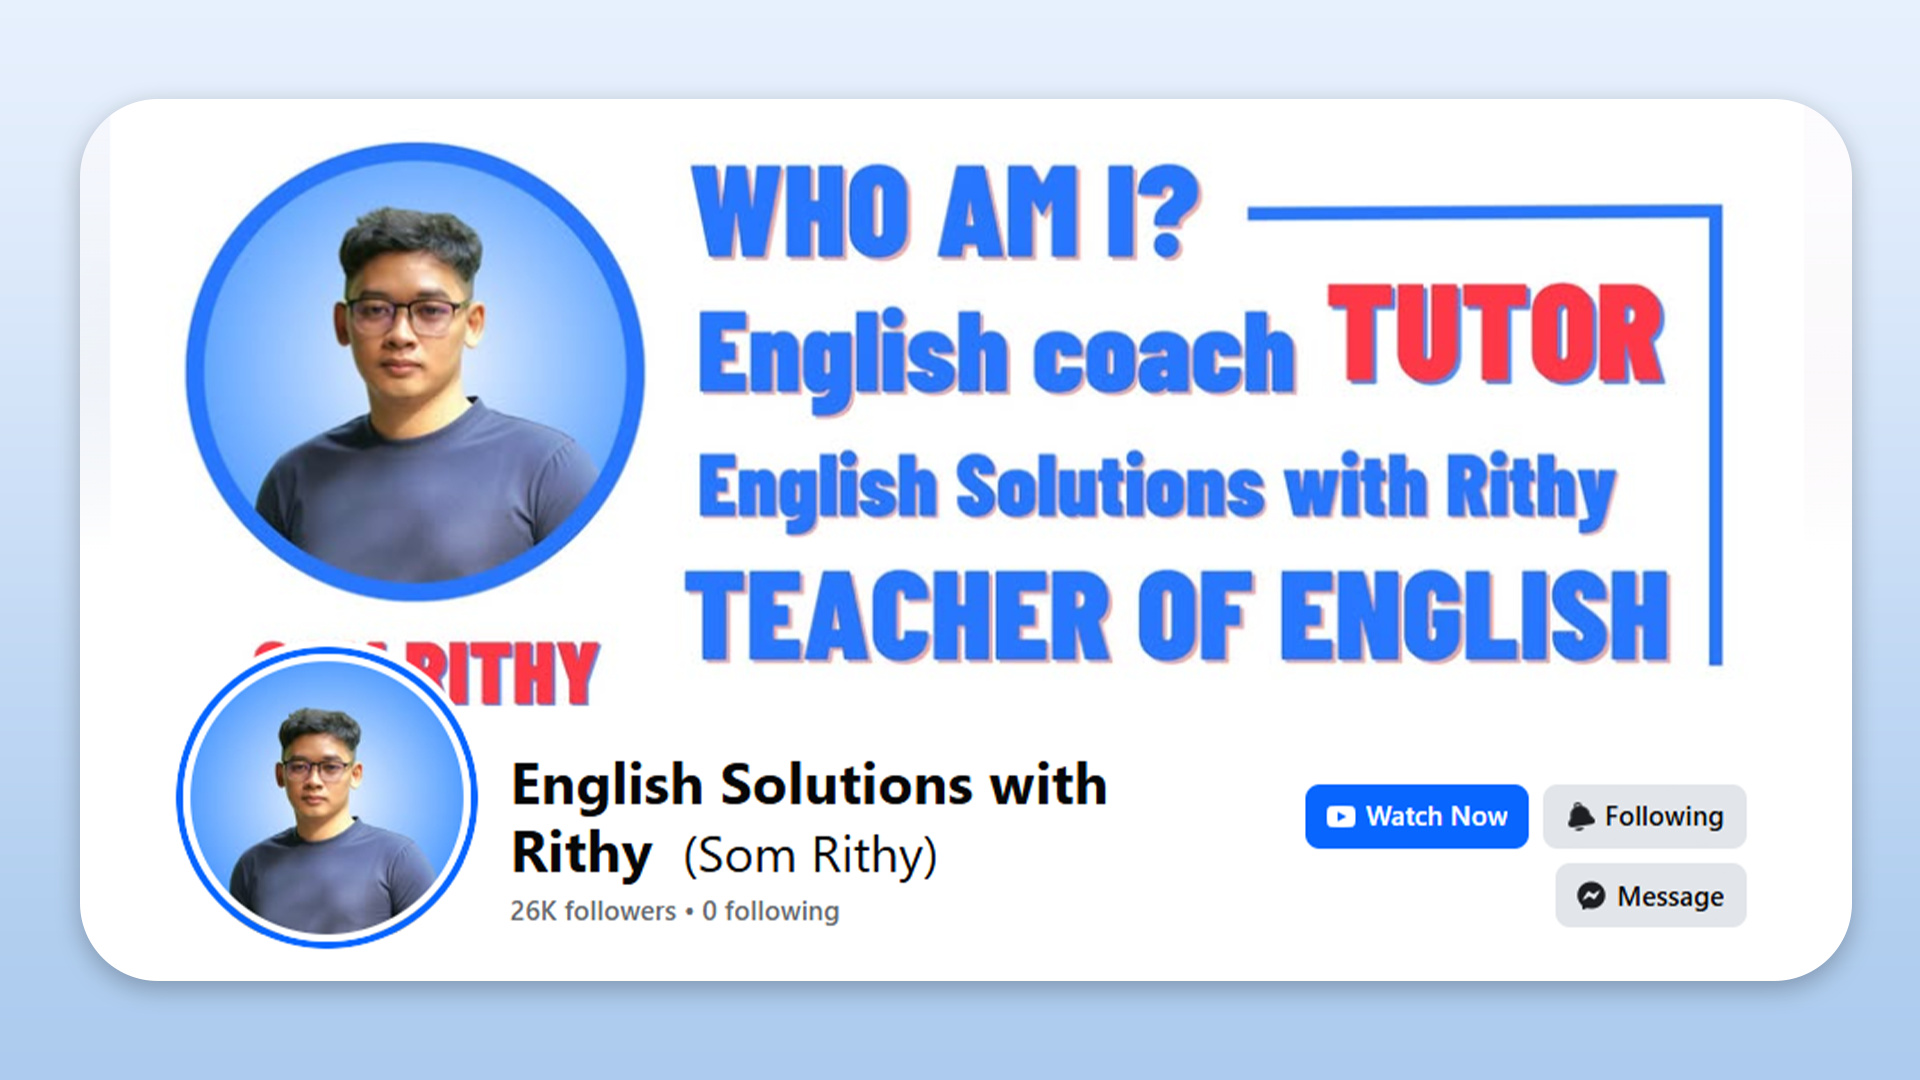 WHO AM I?
English coach TUTOR
English Solutions with Rithy
TEACHER OF ENGLISH
RITHY
English Solutions with
Rithy (Som Rithy)
26K followers • 0 following
Watch Now
Following
Message